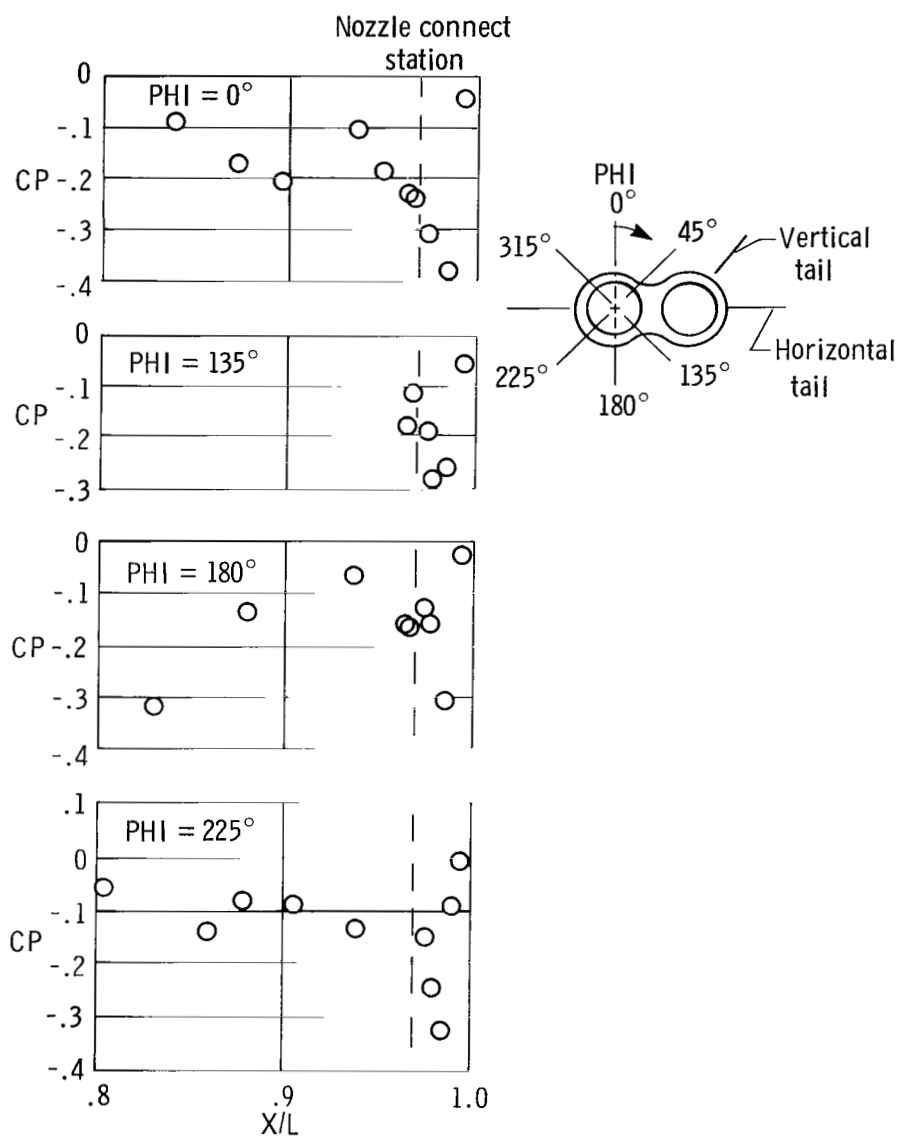 Nozzle connect
station
0
PHI = 0°
-.1
CP -.2
-.3
-.4
0
PHI = 135°
-.1
CP
-.2
-.3
0
PHI = 180°
-.1
CP -.2
-.3
-.4
.1
PHI = 225°
0
-.1
CP
-.2
-.3
-.4
.8
.9
1.0
X/L
PHI
0°
45°
315°
Vertical
tail
Horizontal
tail
225°
135°
180°